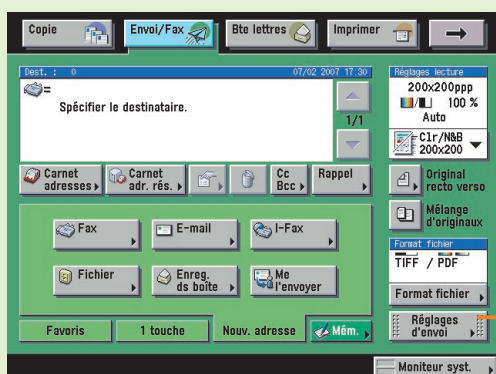 Copie
Envoi/Fax
Bte lettres
Imprimer
Dest. : 0
07/02 2007 17:30
Spécifier le destinataire.
1/1
Carnet
adresses
Carnet
adr. rés.
Cc
Bcc
Rappel
Fax
E-mail
I-Fax
Fichier
Enreg.
ds boîte
Me
l'envoyer
Favoris
1 touche
Nouv. adresse
Mém.
Réglages lecture
200x200ppp
100 %
Auto
Clr/N&B
200x200
Original
recto verso
Mélange
d'originaux
Format fichier
TIFF / PDF
Format fichier
Réglages
d'envoi
Moniteur syst.